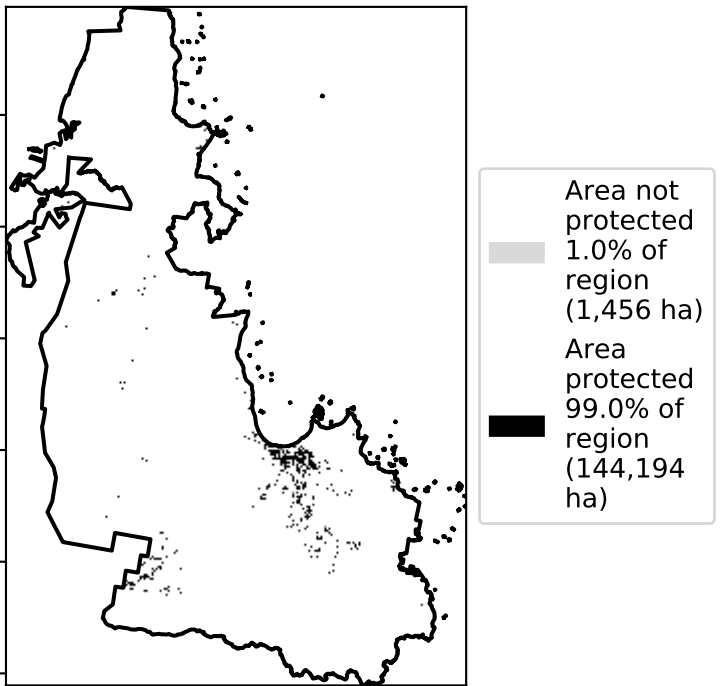 Area not
protected
1.0% of
region
(1,456 ha)
Area
protected
99.0% of
region
(144,194
ha)